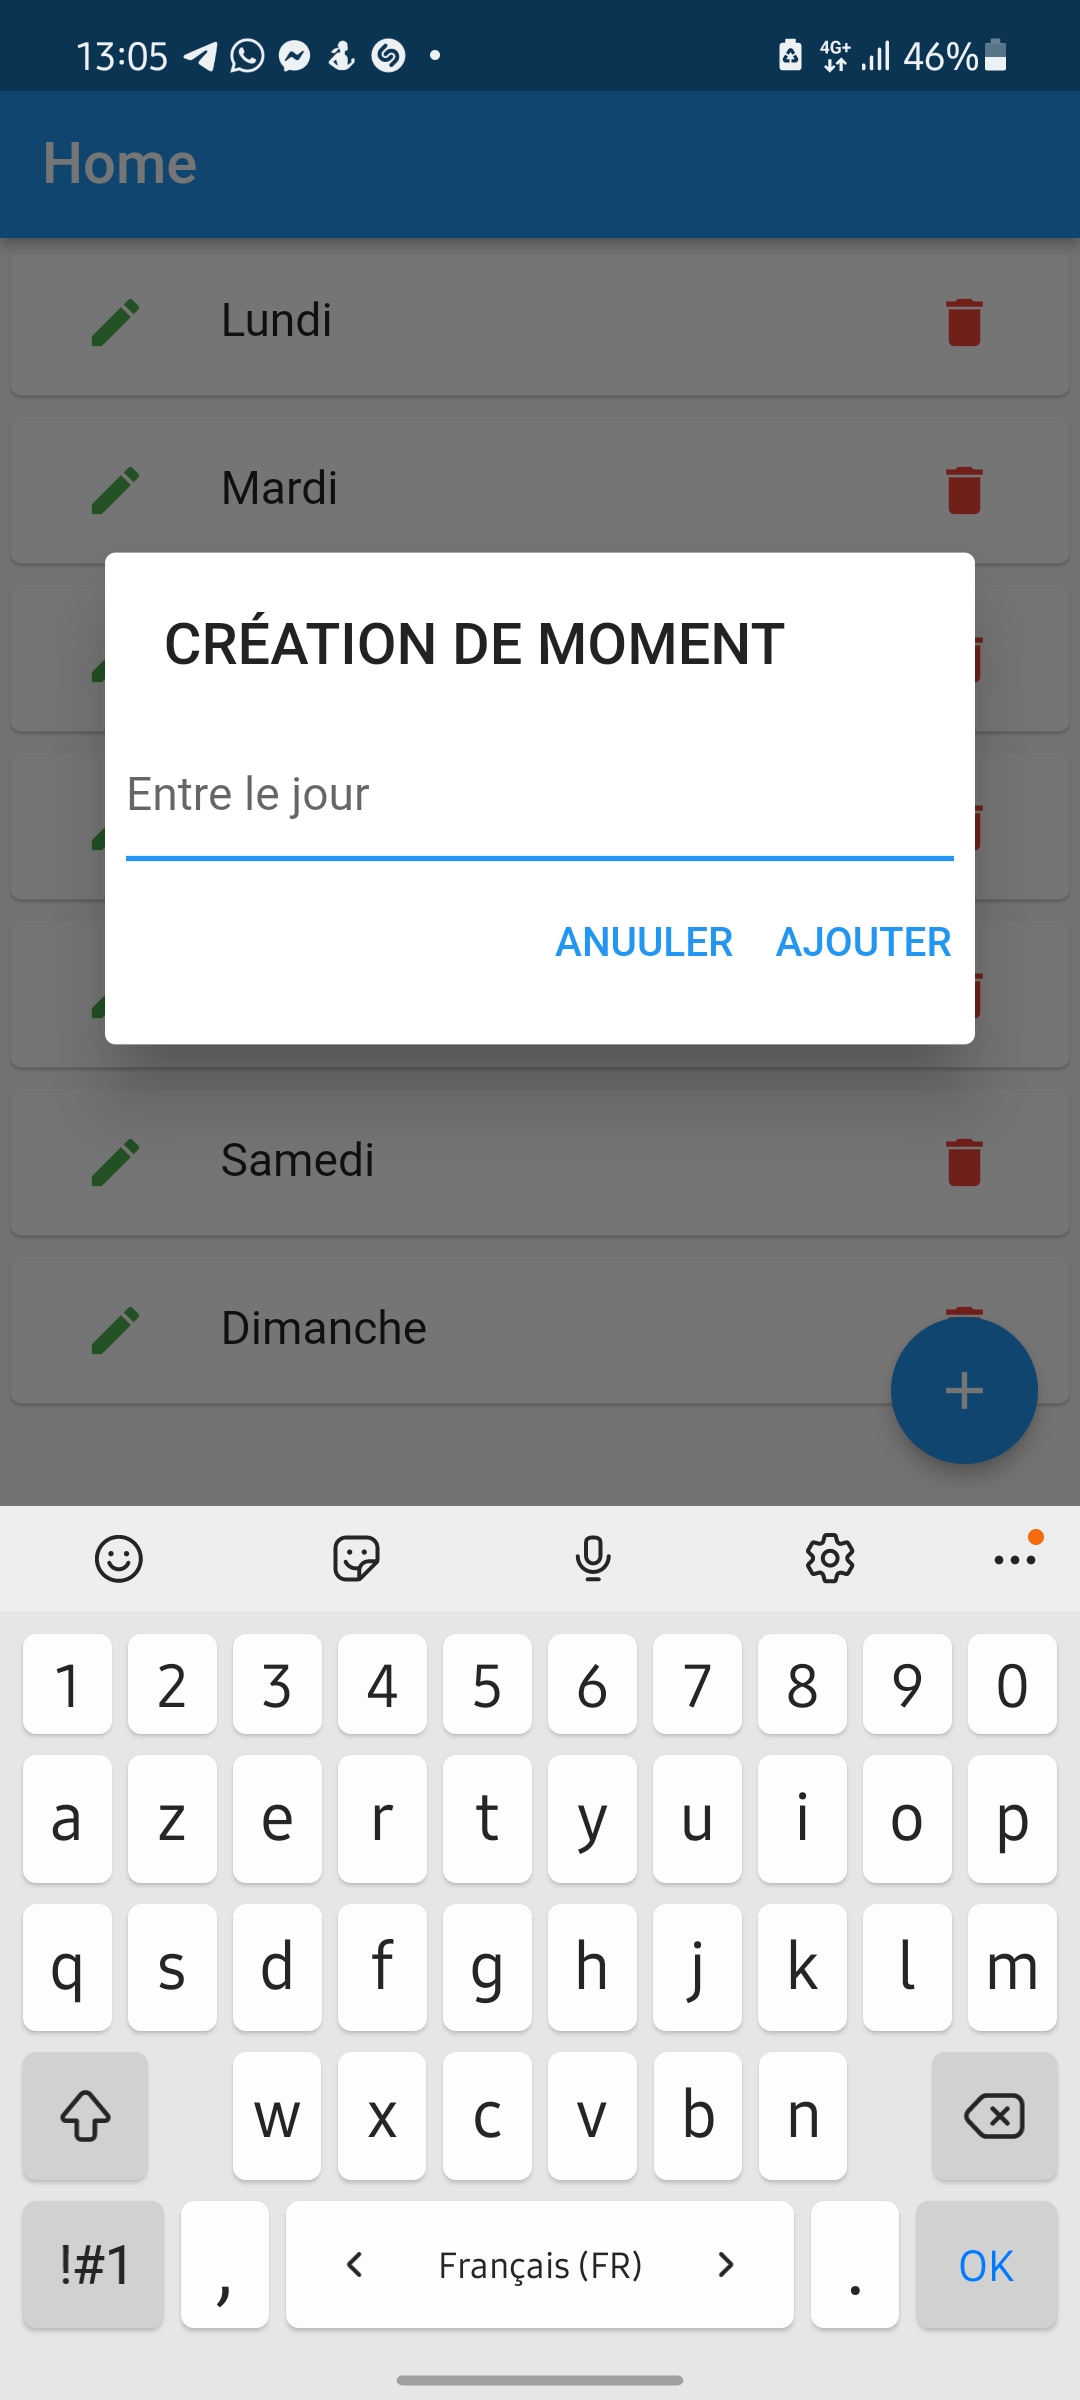 13:05 4G+ 46%
Home
Lundi
Mardi
CRÉATION DE MOMENT
Entre le jour
ANUULER AJOUTER
Samedi
Dimanche
+
1 2 3 4 5 6 7 8 9 0
a z e r t y u i o p
q s d f g h j k l m
w x c v b n
!#1 , < Français (FR) > . OK